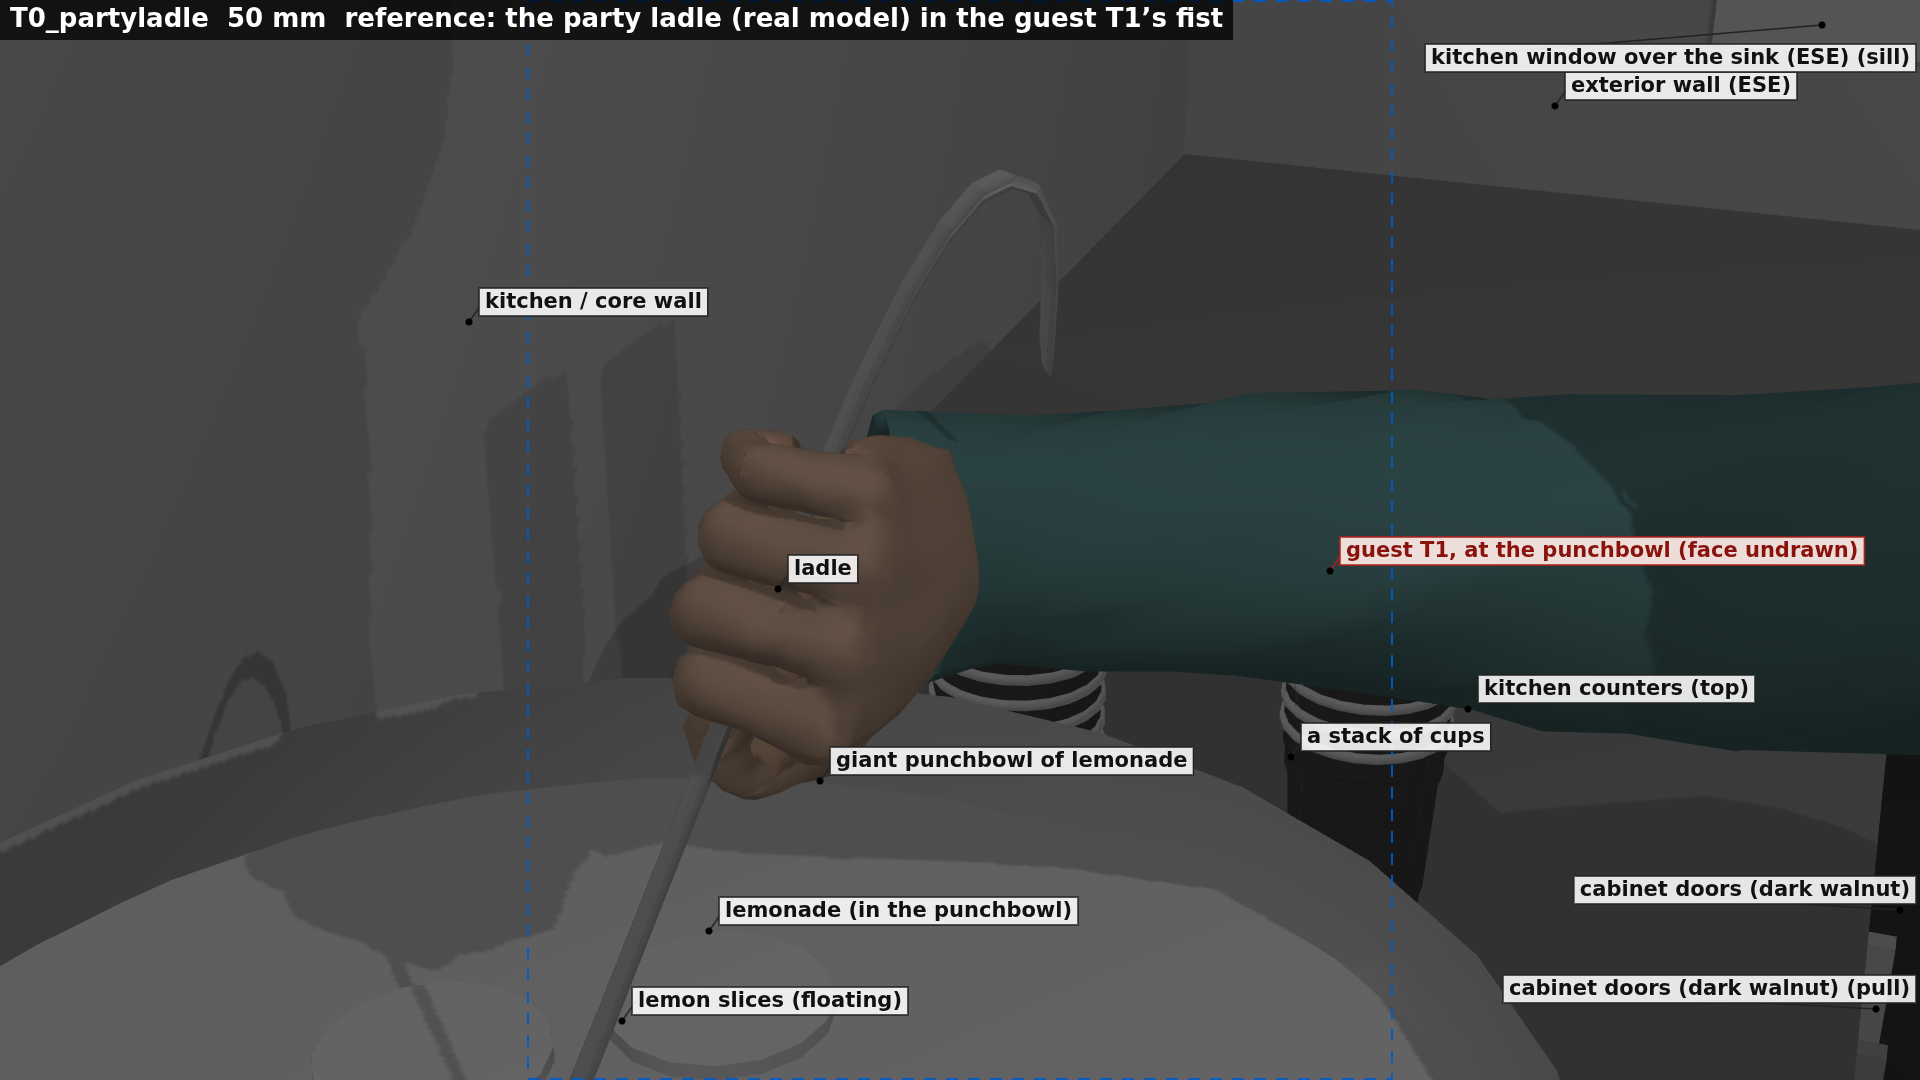 T0_partyladle  50 mm  reference: the party ladle (real model) in the guest T1’s fist
kitchen window over the sink (ESE) (sill)
exterior wall (ESE)
kitchen / core wall
guest T1, at the punchbowl (face undrawn)
ladle
kitchen counters (top)
a stack of cups
giant punchbowl of lemonade
cabinet doors (dark walnut)
lemonade (in the punchbowl)
cabinet doors (dark walnut) (pull)
lemon slices (floating)